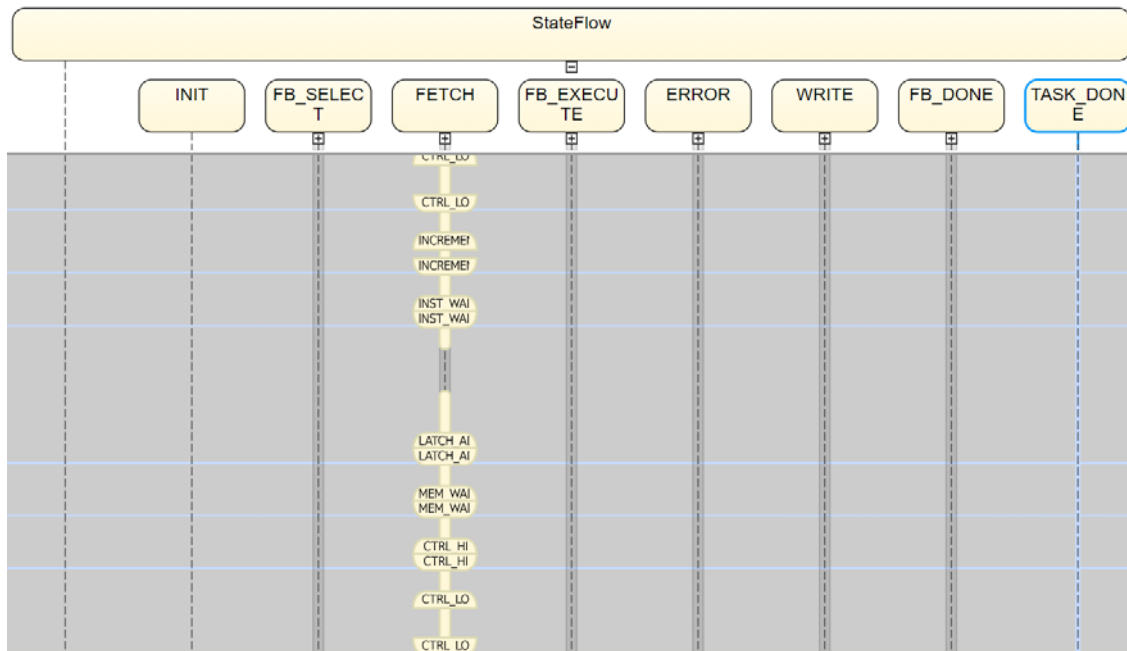 StateFlow
INIT
FB_SELEC
T
FETCH
FB_EXECU
TE
ERROR
WRITE
FB_DONE
TASK_DON
E
CTRL_LO
CTRL_LO
INCREMEI
INCREMEI
INST_WAI
INST_WAI
LATCH_AI
LATCH_AI
MEM_WAI
MEM_WAI
CTRL_HI
CTRL_HI
CTRL_LO
CTRL_LO